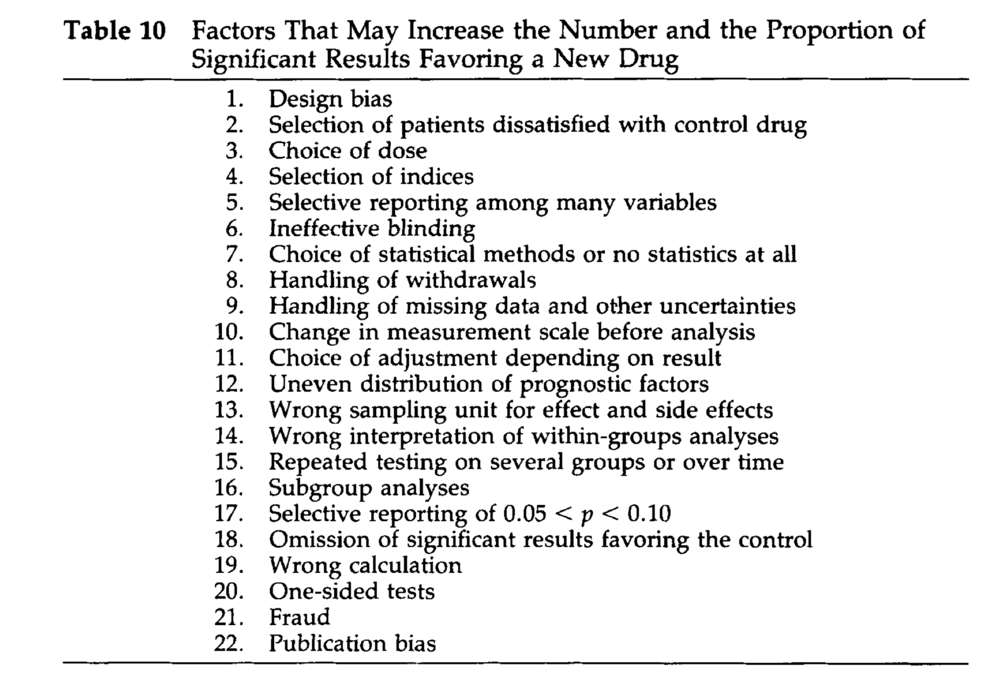 Table 10 Factors That May Increase the Number and the Proportion of
Significant Results Favoring a New Drug
1. Design bias
2. Selection of patients dissatisfied with control drug
3. Choice of dose
4. Selection of indices
5. Selective reporting among many variables
6. Ineffective blinding
7. Choice of statistical methods or no statistics at all
8. Handling of withdrawals
9. Handling of missing data and other uncertainties
10. Change in measurement scale before analysis
11. Choice of adjustment depending on result
12. Uneven distribution of prognostic factors
13. Wrong sampling unit for effect and side effects
14. Wrong interpretation of within-groups analyses
15. Repeated testing on several groups or over time
16. Subgroup analyses
17. Selective reporting of 0.05 < p < 0.10
18. Omission of significant results favoring the control
19. Wrong calculation
20. One-sided tests
21. Fraud
22. Publication bias